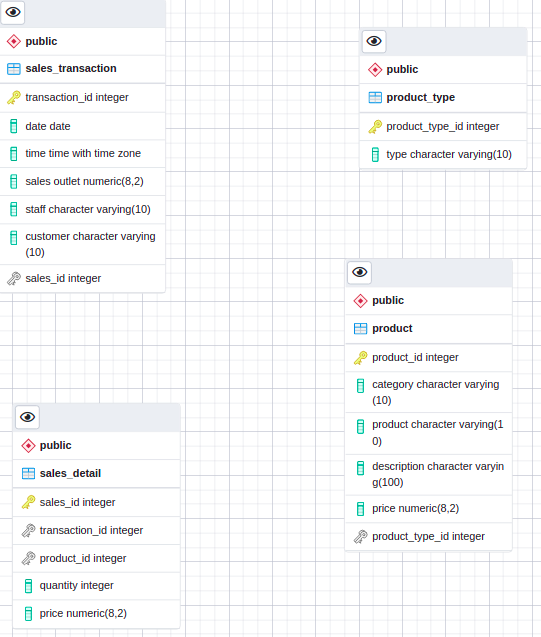 public
sales_transaction
transaction_id integer
date date
time time with time zone
sales outlet numeric(8,2)
staff character varying(10)
customer character varying
(10)
sales_id integer
public
product_type
product_type_id integer
type character varying(10)
public
product
product_id integer
category character varying
(10)
product character varying(1
0)
description character varyin
g(100)
price numeric(8,2)
product_type_id integer
public
sales_detail
sales_id integer
transaction_id integer
product_id integer
quantity integer
price numeric(8,2)